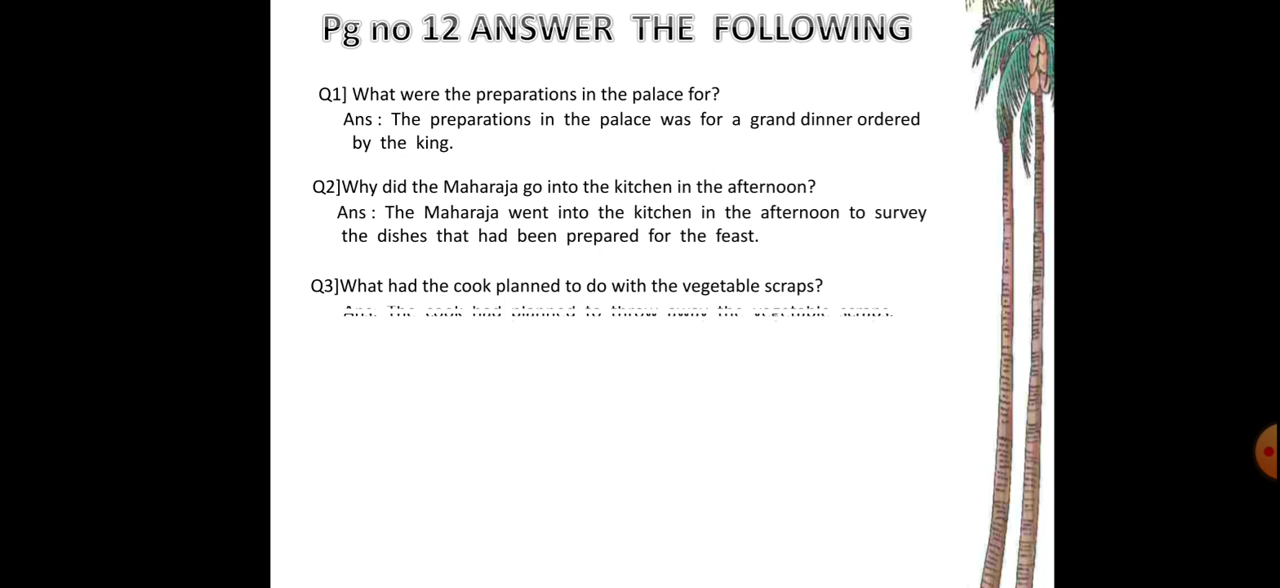 Pg no 12 ANSWER THE FOLLOWING
Q1] What were the preparations in the palace for?
Ans : The preparations in the palace was for a grand dinner ordered
by the king.
Q2]Why did the Maharaja go into the kitchen in the afternoon?
Ans : The Maharaja went into the kitchen in the afternoon to survey
the dishes that had been prepared for the feast.
Q3]What had the cook planned to do with the vegetable scraps?